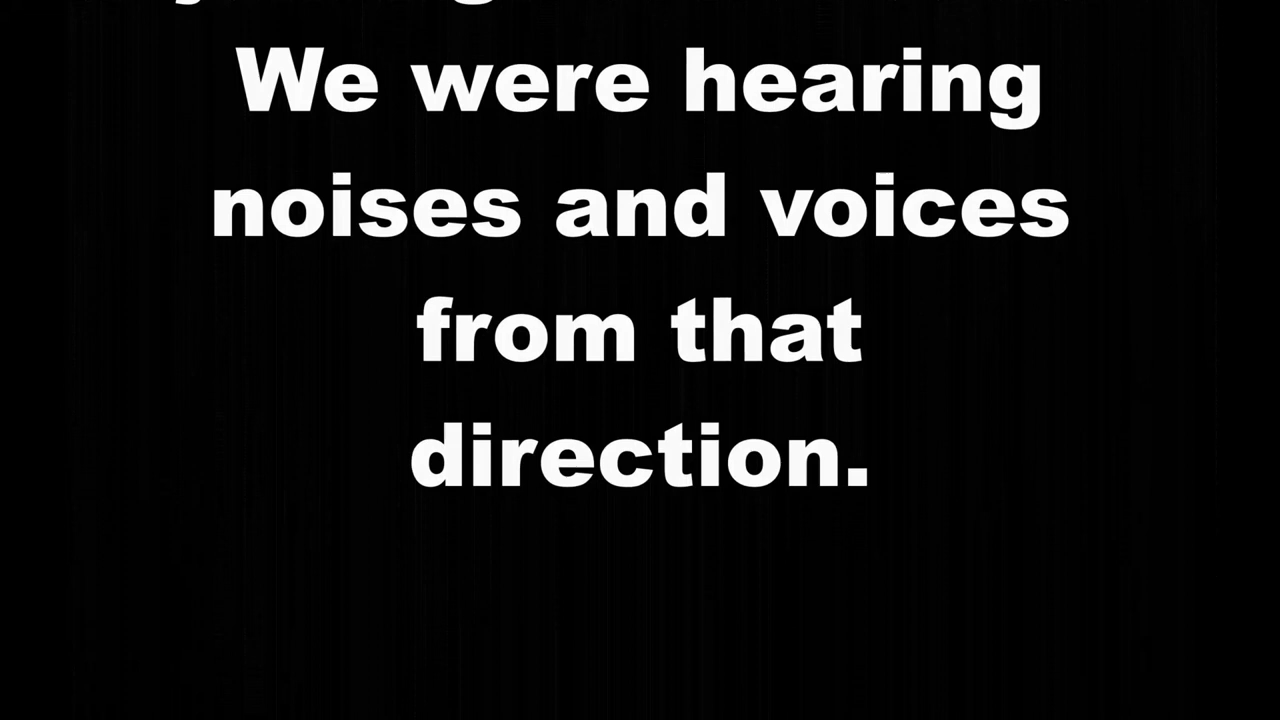 We were hearing
noises and voices
from that
direction.